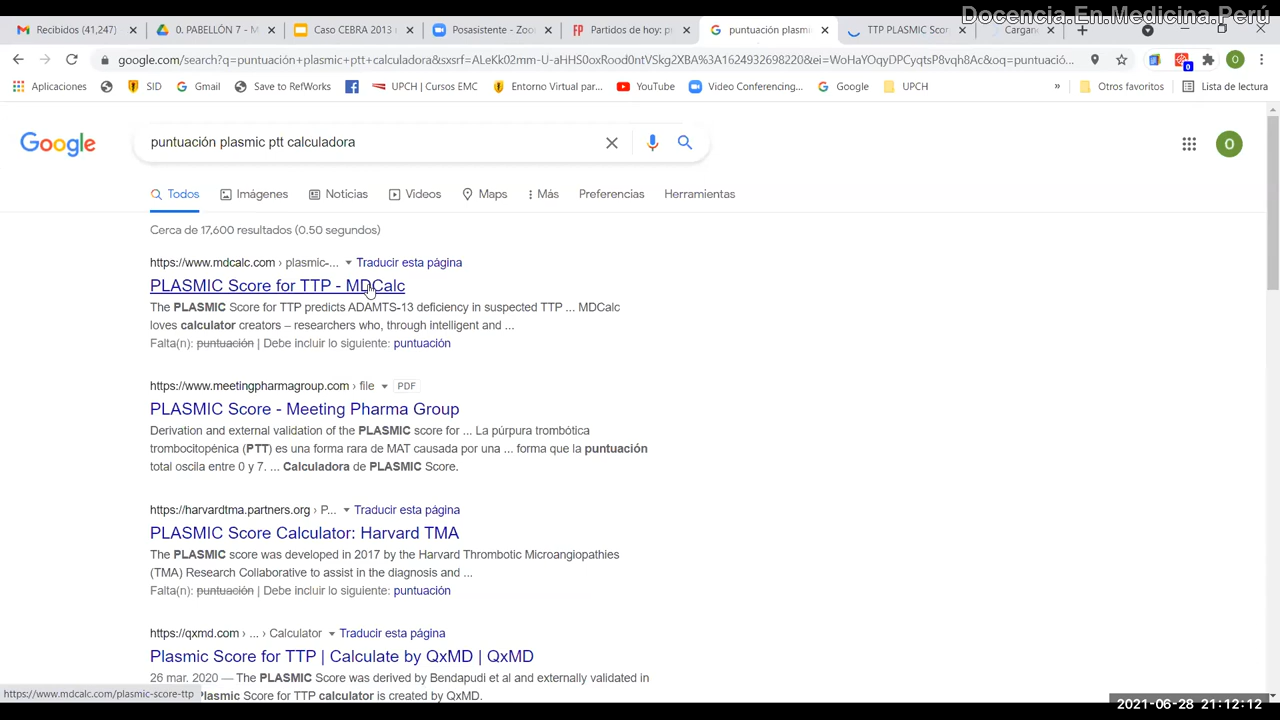 Docencia.En.Medicina.Perú
Recibidos (41,247)
0. PABELLÓN 7 - M
Caso CEBRA 2
Posasistente - Zoo
Partidos de hoy: p
puntuación plasmi
TTP PLASMIC Sco
Cargan
google.com/search?q=puntuación+plasmic+ptt+calculadora&
Aplicaciones
SID
Gmail
Save to RefWorks
UPCH | Cursos EMC
Entorno Virtual par...
YouTube
Video Conferencing...
Google
UPCH
»
Otros favoritos
Lista de lectura
Google
puntuación plasmic ptt calculadora
O
Todos
Imágenes
Noticias
Videos
Maps
Más
Preferencias
Herramientas
Cerca de 17,600 resultados (0.50 segundos)
https://www.mdcalc.com › plasmic-... Traducir esta página
PLASMIC Score for TTP - MDCalc
The PLASMIC Score for TTP predicts ADAMTS-13 deficiency in suspected TTP ... MDCalc
loves calculator creators – researchers who, through intelligent and ...
Falta(n): puntuación | Debe incluir lo siguiente: puntuación
https://www.meetingpharmagroup.com › file PDF
PLASMIC Score - Meeting Pharma Group
Derivation and external validation of the PLASMIC score for ... La púrpura trombótica
trombocitopénica (PTT) es una forma rara de MAT causada por una ... forma que la puntuación
total oscila entre 0 y 7. ... Calculadora de PLASMIC Score.
https://harvardtma.partners.org › P... Traducir esta página
PLASMIC Score Calculator: Harvard TMA
The PLASMIC score was developed in 2017 by the Harvard Thrombotic Microangiopathies
(TMA) Research Collaborative to assist in the diagnosis and ...
Falta(n): puntuación | Debe incluir lo siguiente: puntuación
https://qxmd.com › ... › Calculator Traducir esta página
Plasmic Score for TTP | Calculate by QxMD | QxMD
26 mar. 2020 — The PLASMIC Score was derived by Bendapudi et al and externally validated in
Plasmic Score for TTP calculator is created by QxMD.
https://www.mdcalc.com/plasmic-score-ttp
2021-06-28 21:12:12